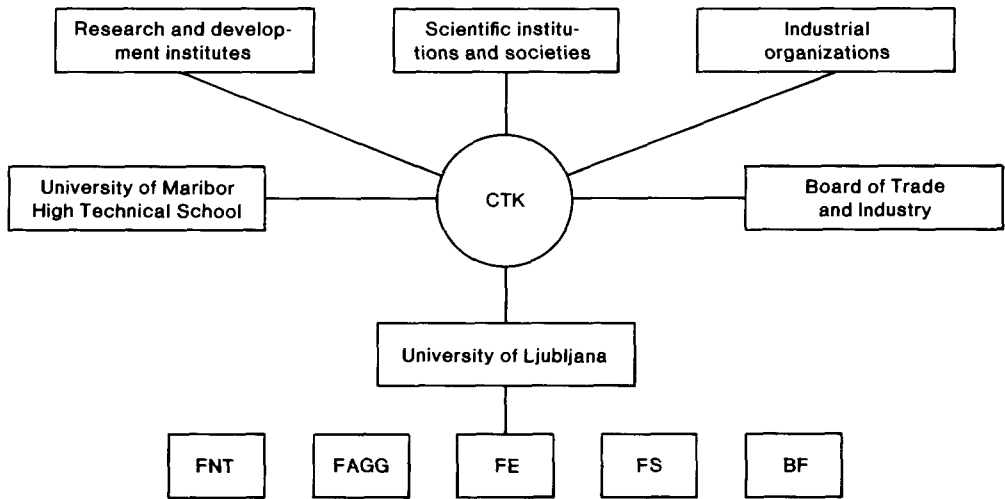 Research and develop-
ment institutes
Scientific institu-
tions and societies
Industrial
organizations
University of Maribor
High Technical School
CTK
Board of Trade
and Industry
University of Ljubljana
FNT
FAGG
FE
FS
BF